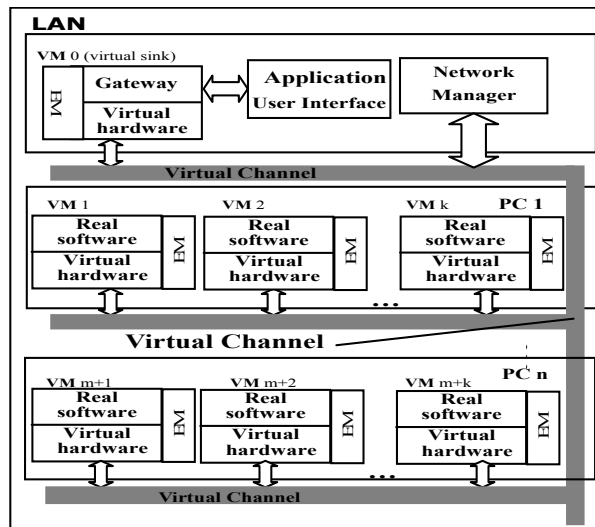 LAN
VM 0 (virtual sink)
EM
Gateway
Virtual
hardware
Application
User Interface
Network
Manager
Virtual Channel
VM 1
Real
software
Virtual
hardware
EM
VM 2
Real
software
Virtual
hardware
EM
...
VM k
PC 1
Real
software
Virtual
hardware
EM
Virtual Channel
PC n
VM m+1
Real
software
Virtual
hardware
EM
VM m+2
Real
software
Virtual
hardware
EM
...
VM m+k
Real
software
Virtual
hardware
EM
Virtual Channel